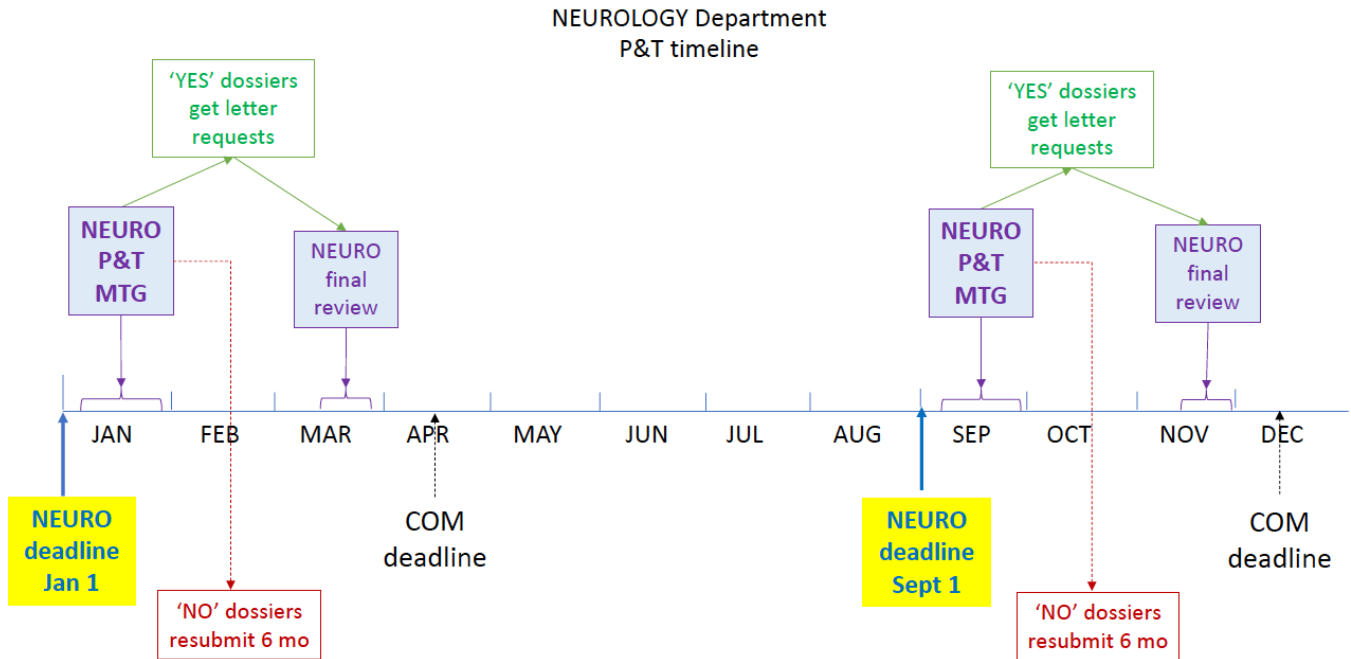 NEUROLOGY Department
P&T timeline
‘YES’ dossiers
get letter
requests
‘YES’ dossiers
get letter
requests
NEURO
P&T
MTG
NEURO
final
review
NEURO
P&T
MTG
NEURO
final
review
JAN
FEB
MAR
APR
MAY
JUN
JUL
AUG
SEP
OCT
NOV
DEC
NEURO
deadline
Jan 1
COM
deadline
NEURO
deadline
Sept 1
COM
deadline
‘NO’ dossiers
resubmit 6 mo
‘NO’ dossiers
resubmit 6 mo